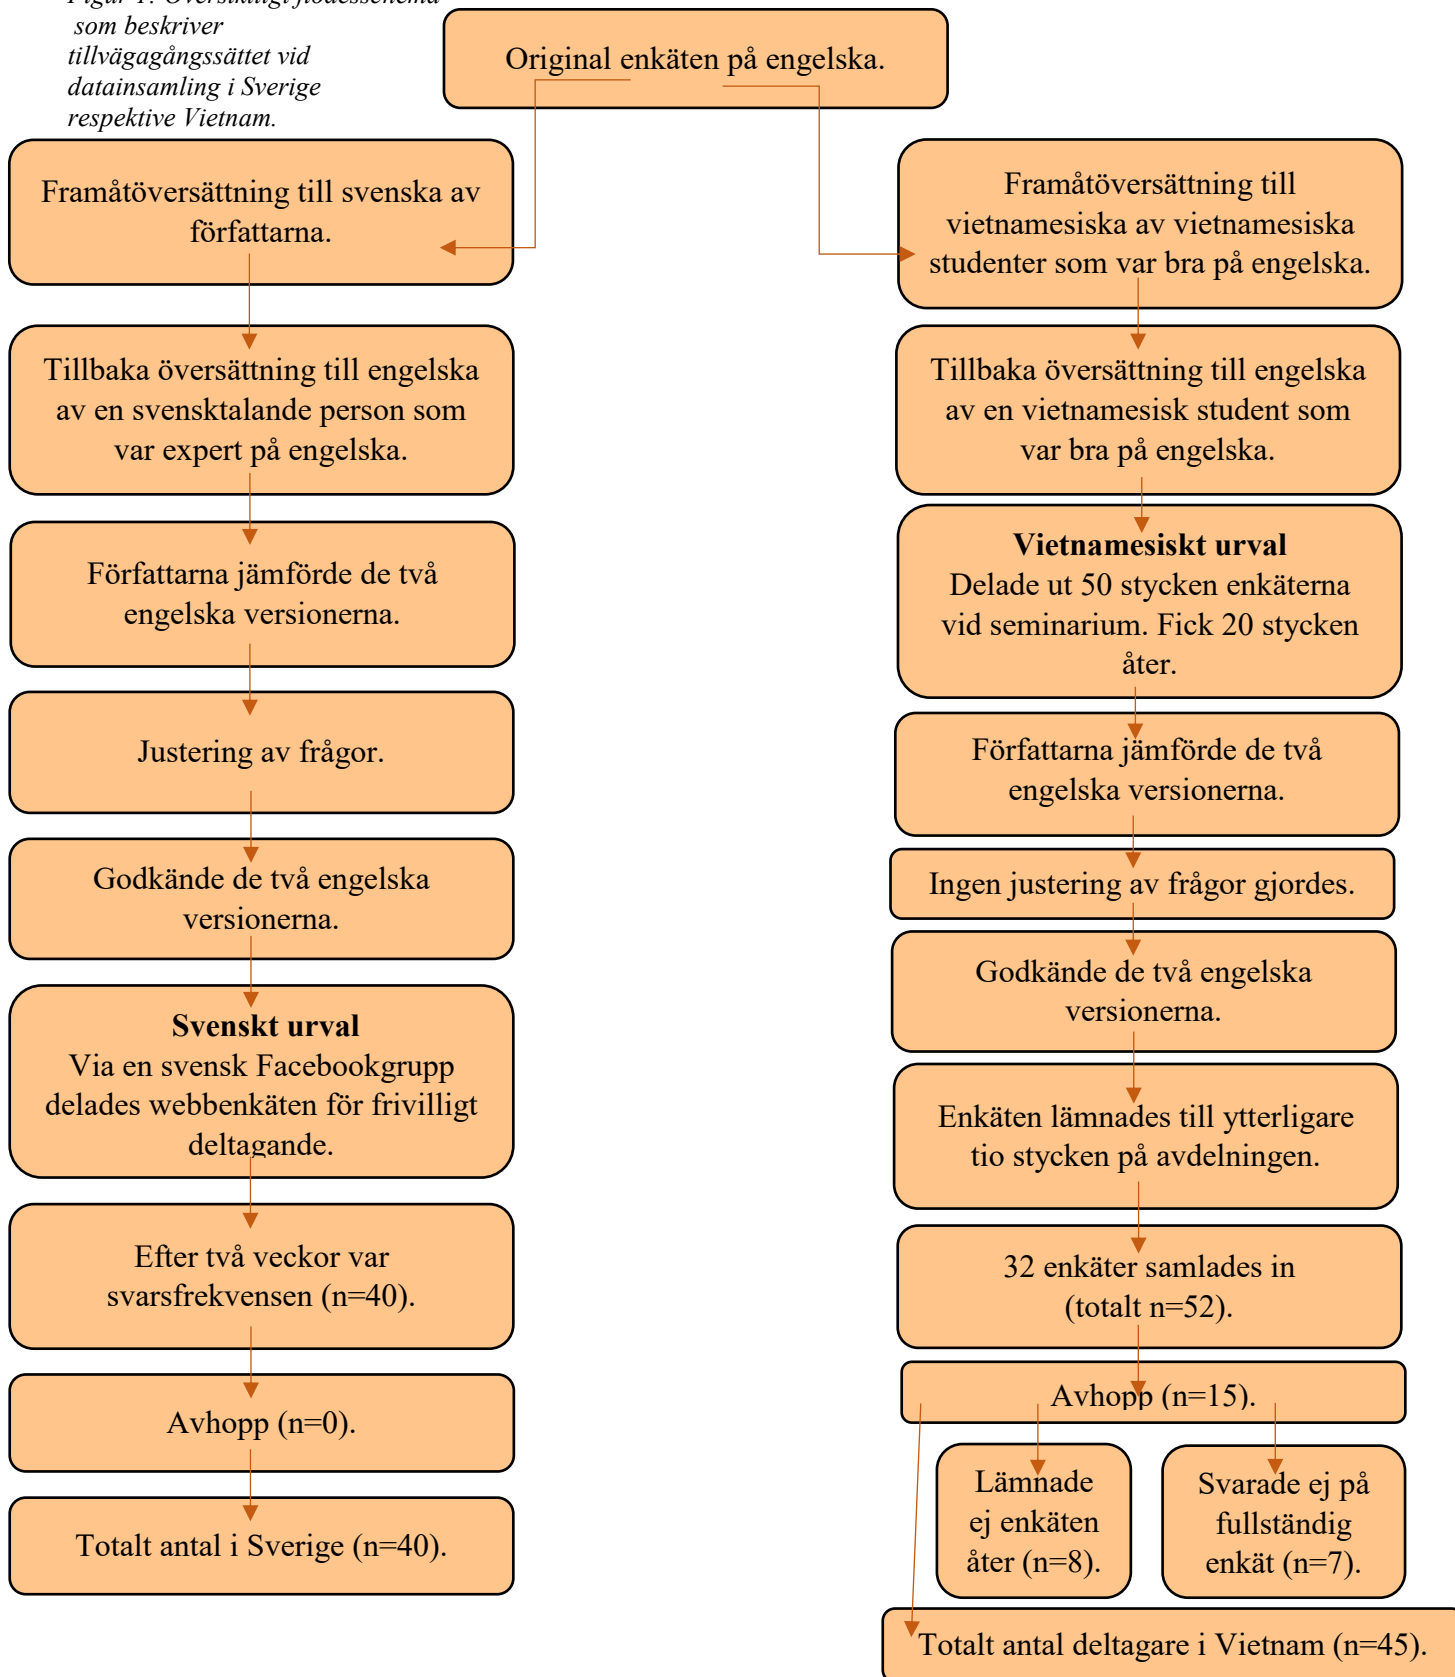 Figur 1. Översiktligt flödesschema
som beskriver
tillvägagångssättet vid
datainsamling i Sverige
respektive Vietnam.
Original enkäten på engelska.
Framåtöversättning till svenska av
författarna.
Tillbaka översättning till engelska
av en svensktalande person som
var expert på engelska.
Författarna jämförde de två
engelska versionerna.
Justering av frågor.
Godkände de två engelska
versionerna.
Svenskt urval
Via en svensk Facebookgrupp
delades webbenkäten för frivilligt
deltagande.
Efter två veckor var
svarsfrekvensen (n=40).
Avhopp (n=0).
Totalt antal i Sverige (n=40).
Framåtöversättning till
vietnamesiska av vietnamesiska
studenter som var bra på engelska.
Tillbaka översättning till engelska
av en vietnamesisk student som
var bra på engelska.
Vietnamesiskt urval
Delade ut 50 stycken enkäterna
vid seminarium. Fick 20 stycken
åter.
Författarna jämförde de två
engelska versionerna.
Ingen justering av frågor gjordes.
Godkände de två engelska
versionerna.
Enkäten lämnades till ytterligare
tio stycken på avdelningen.
32 enkäter samlades in
(totalt n=52).
Avhopp (n=15).
Lämnade
ej enkäten
åter (n=8).
Svarade ej på
fullständig
enkät (n=7).
Totalt antal deltagare i Vietnam (n=45).